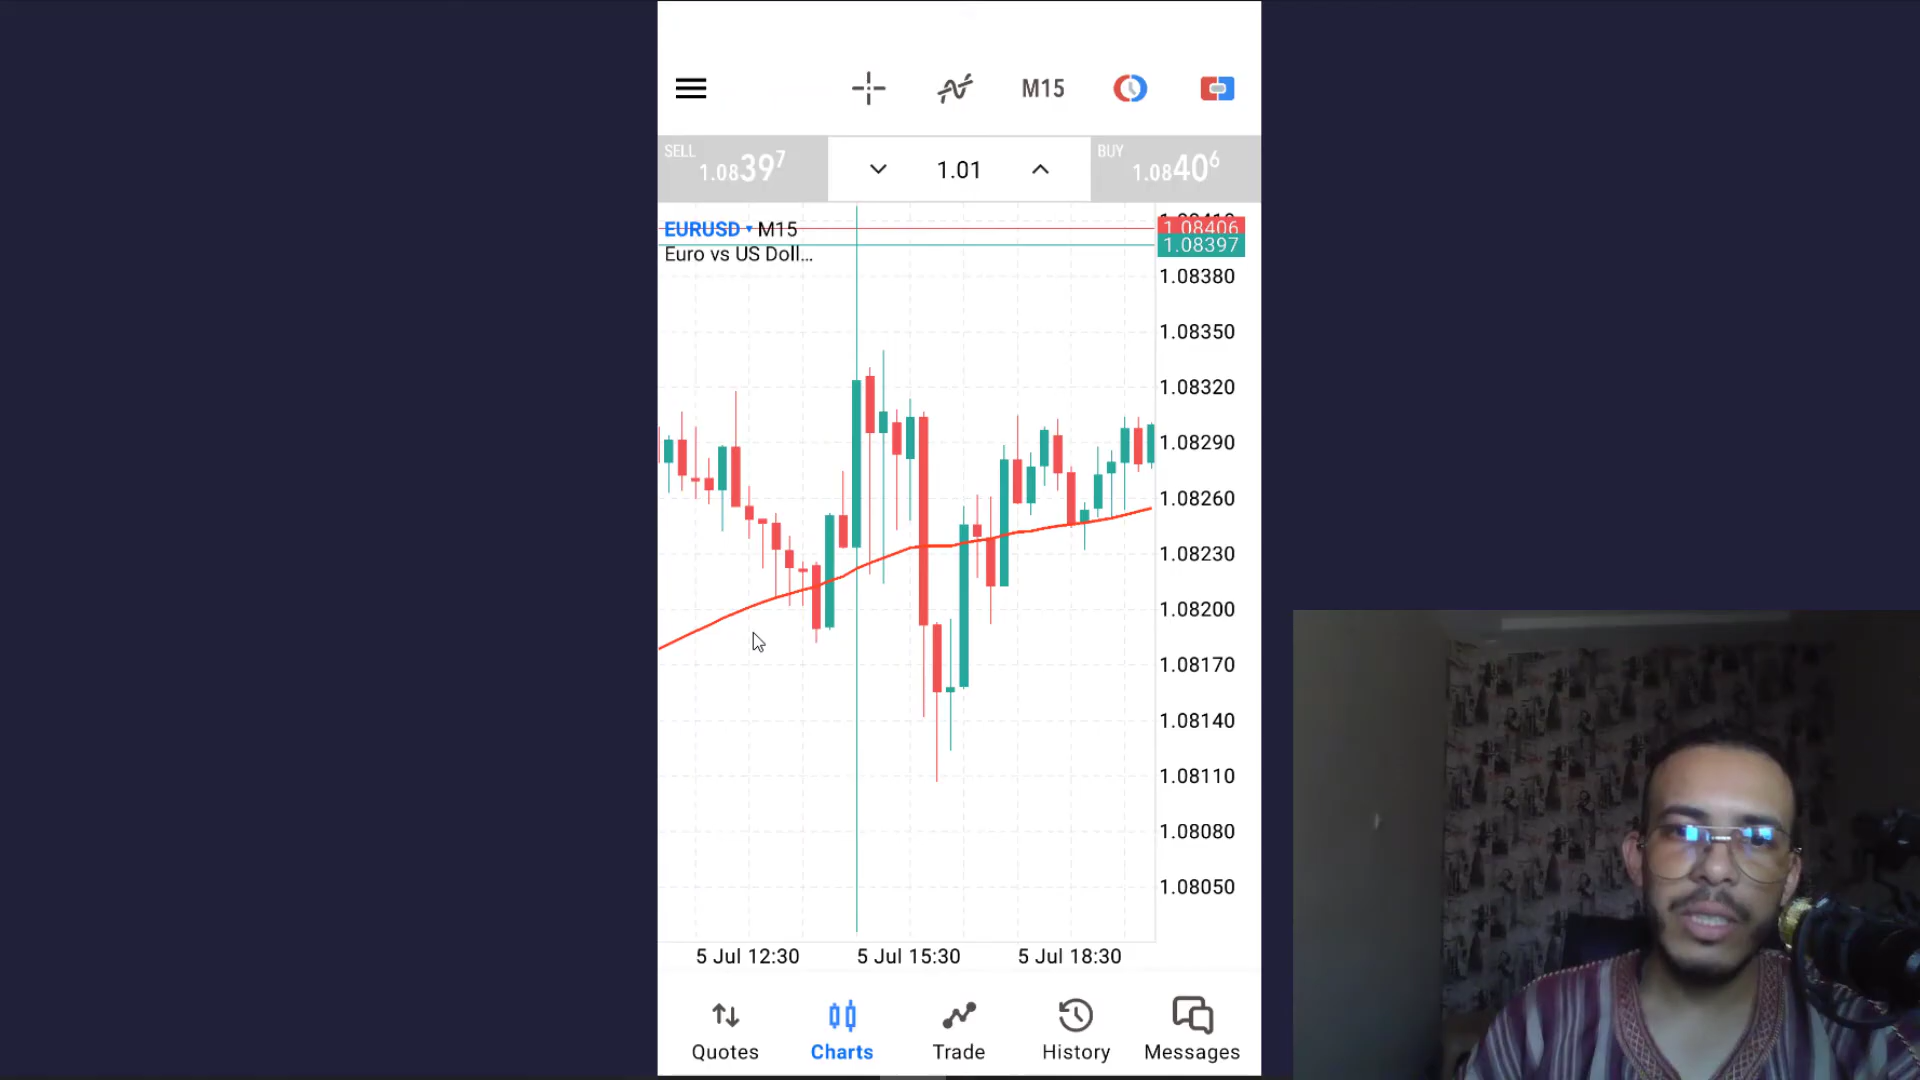 M15
SELL
1.08397
1.01
BUY
1.08406
EURUSD M15
Euro vs US Doll...
1.08406
1.08397
1.08380
1.08350
1.08320
1.08290
1.08260
1.08230
1.08200
1.08170
1.08140
1.08110
1.08080
1.08050
5 Jul 12:30
5 Jul 15:30
5 Jul 18:30
Quotes
Charts
Trade
History
Messages